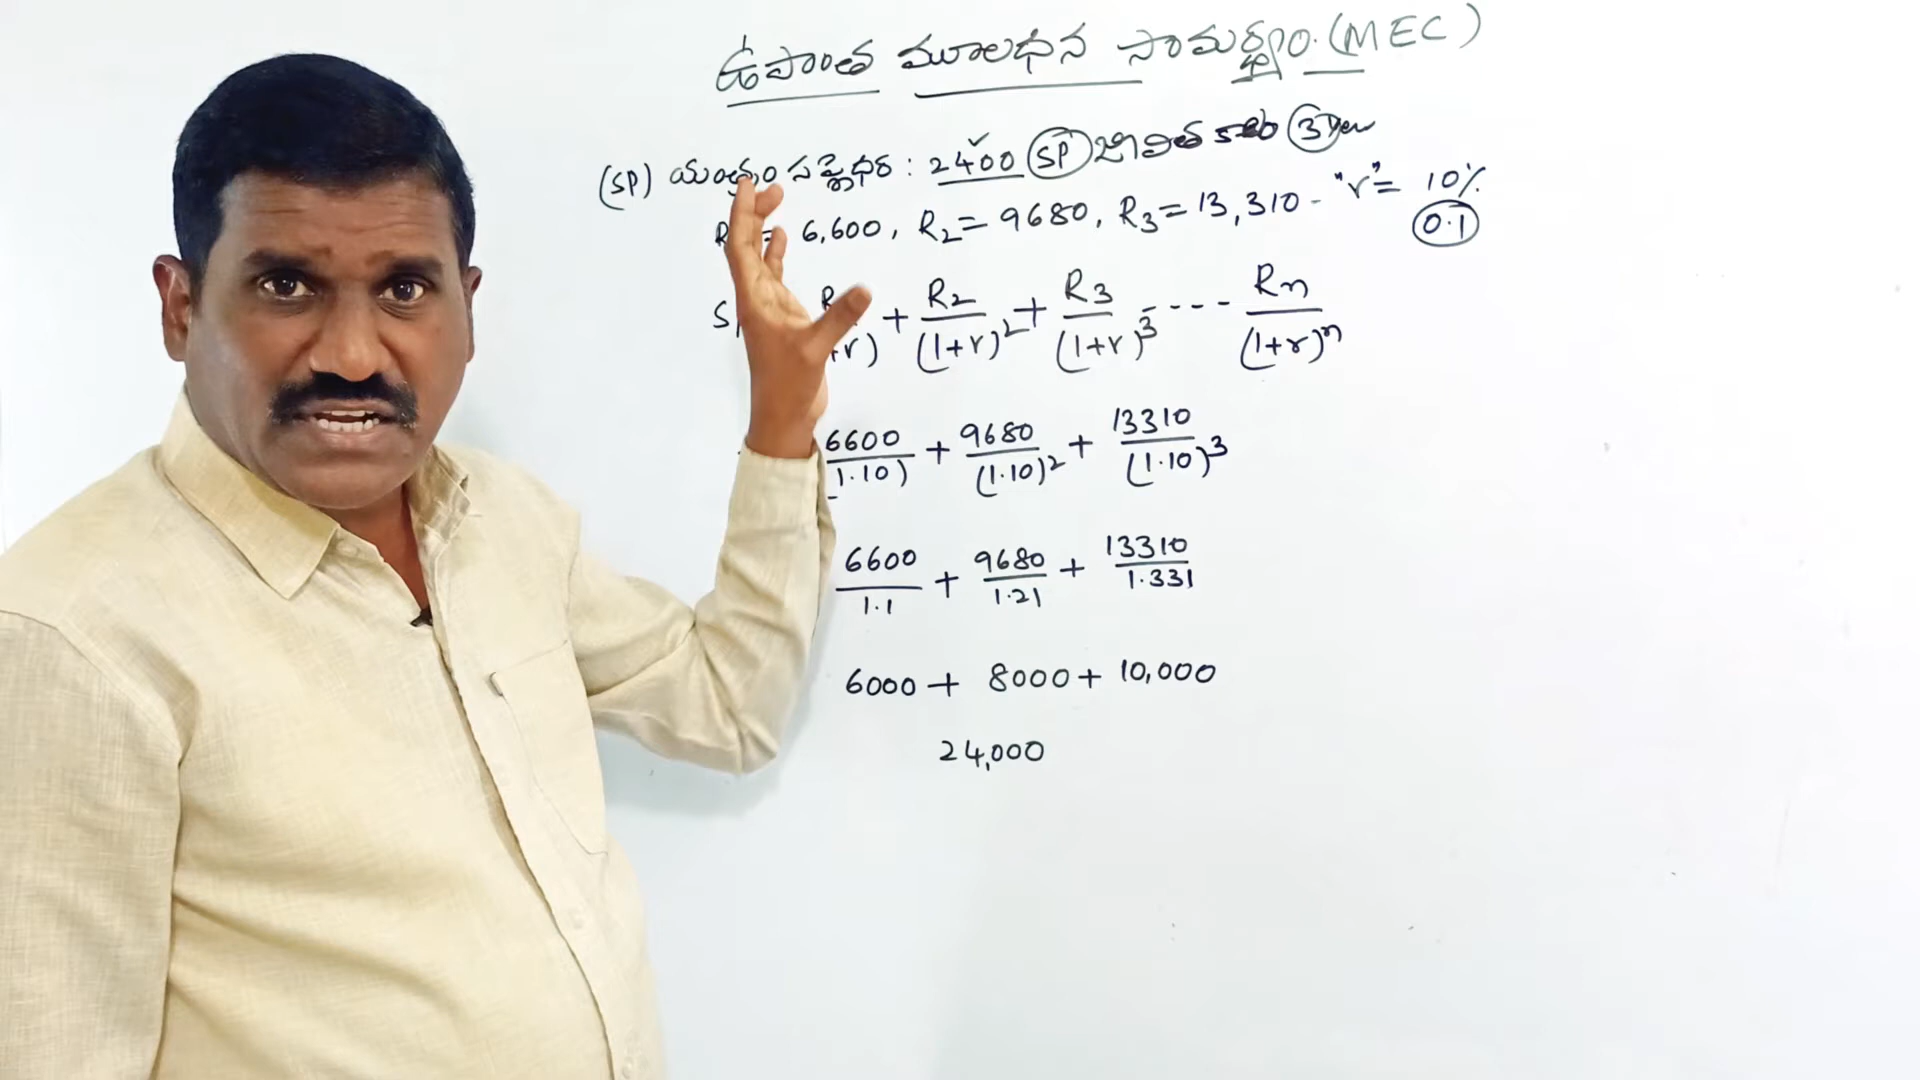 ఉపాంత మూలధన సామర్థ్యం. (MEC)
(SP) యంత్రం సప్లైధర : 2400 SP జీవిత కాలం 3
R = 6,600, R2 = 9680, R3 = 13,310 - "r" = 10%
0.1
S + R2/(1+r)^2 + R3/(1+r)^3 - - - - Rn/(1+r)^n
6600/1.10) + 9680/(1.10)^2 + 13310/(1.10)^3
6600/1.1 + 9680/1.21 + 13310/1.331
6000 + 8000 + 10,000
24,000